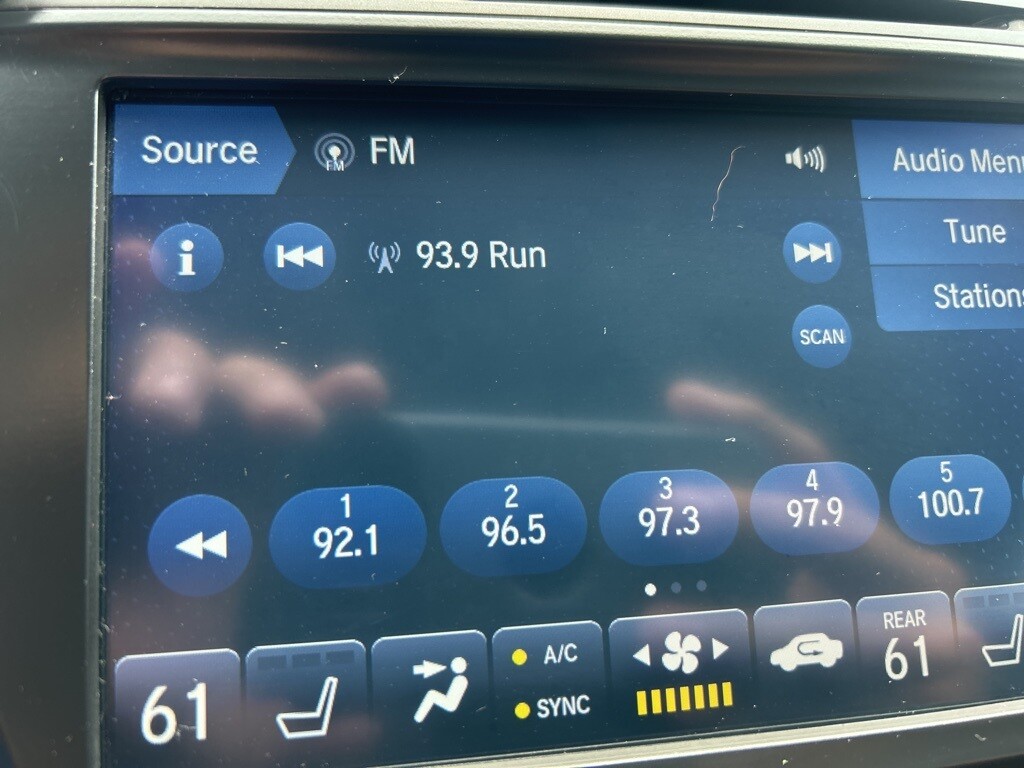 Source
FM
FM
Audio Menu
i
93.9 Run
Tune
Stations
SCAN
1
92.1
2
96.5
3
97.3
4
97.9
5
100.7
61
A/C
SYNC
REAR
61